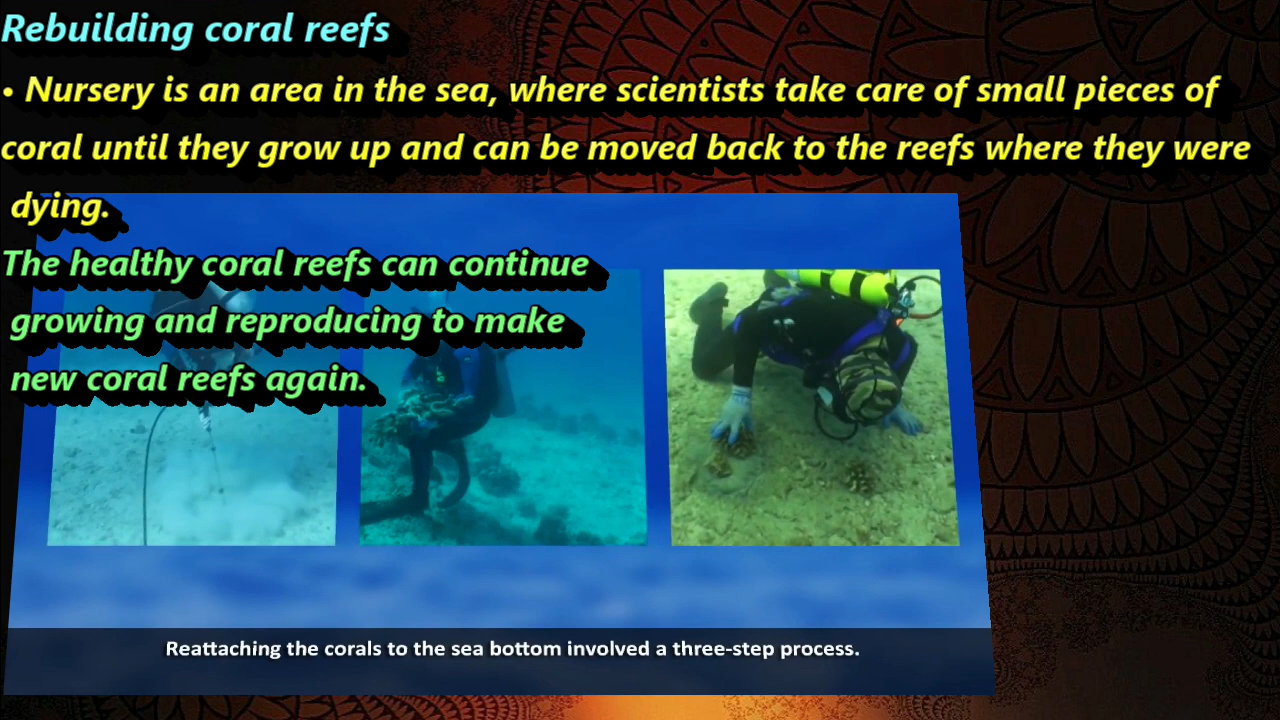 Rebuilding coral reefs
• Nursery is an area in the sea, where scientists take care of small pieces of
coral until they grow up and can be moved back to the reefs where they were
dying.
The healthy coral reefs can continue
growing and reproducing to make
new coral reefs again.
Reattaching the corals to the sea bottom involved a three-step process.